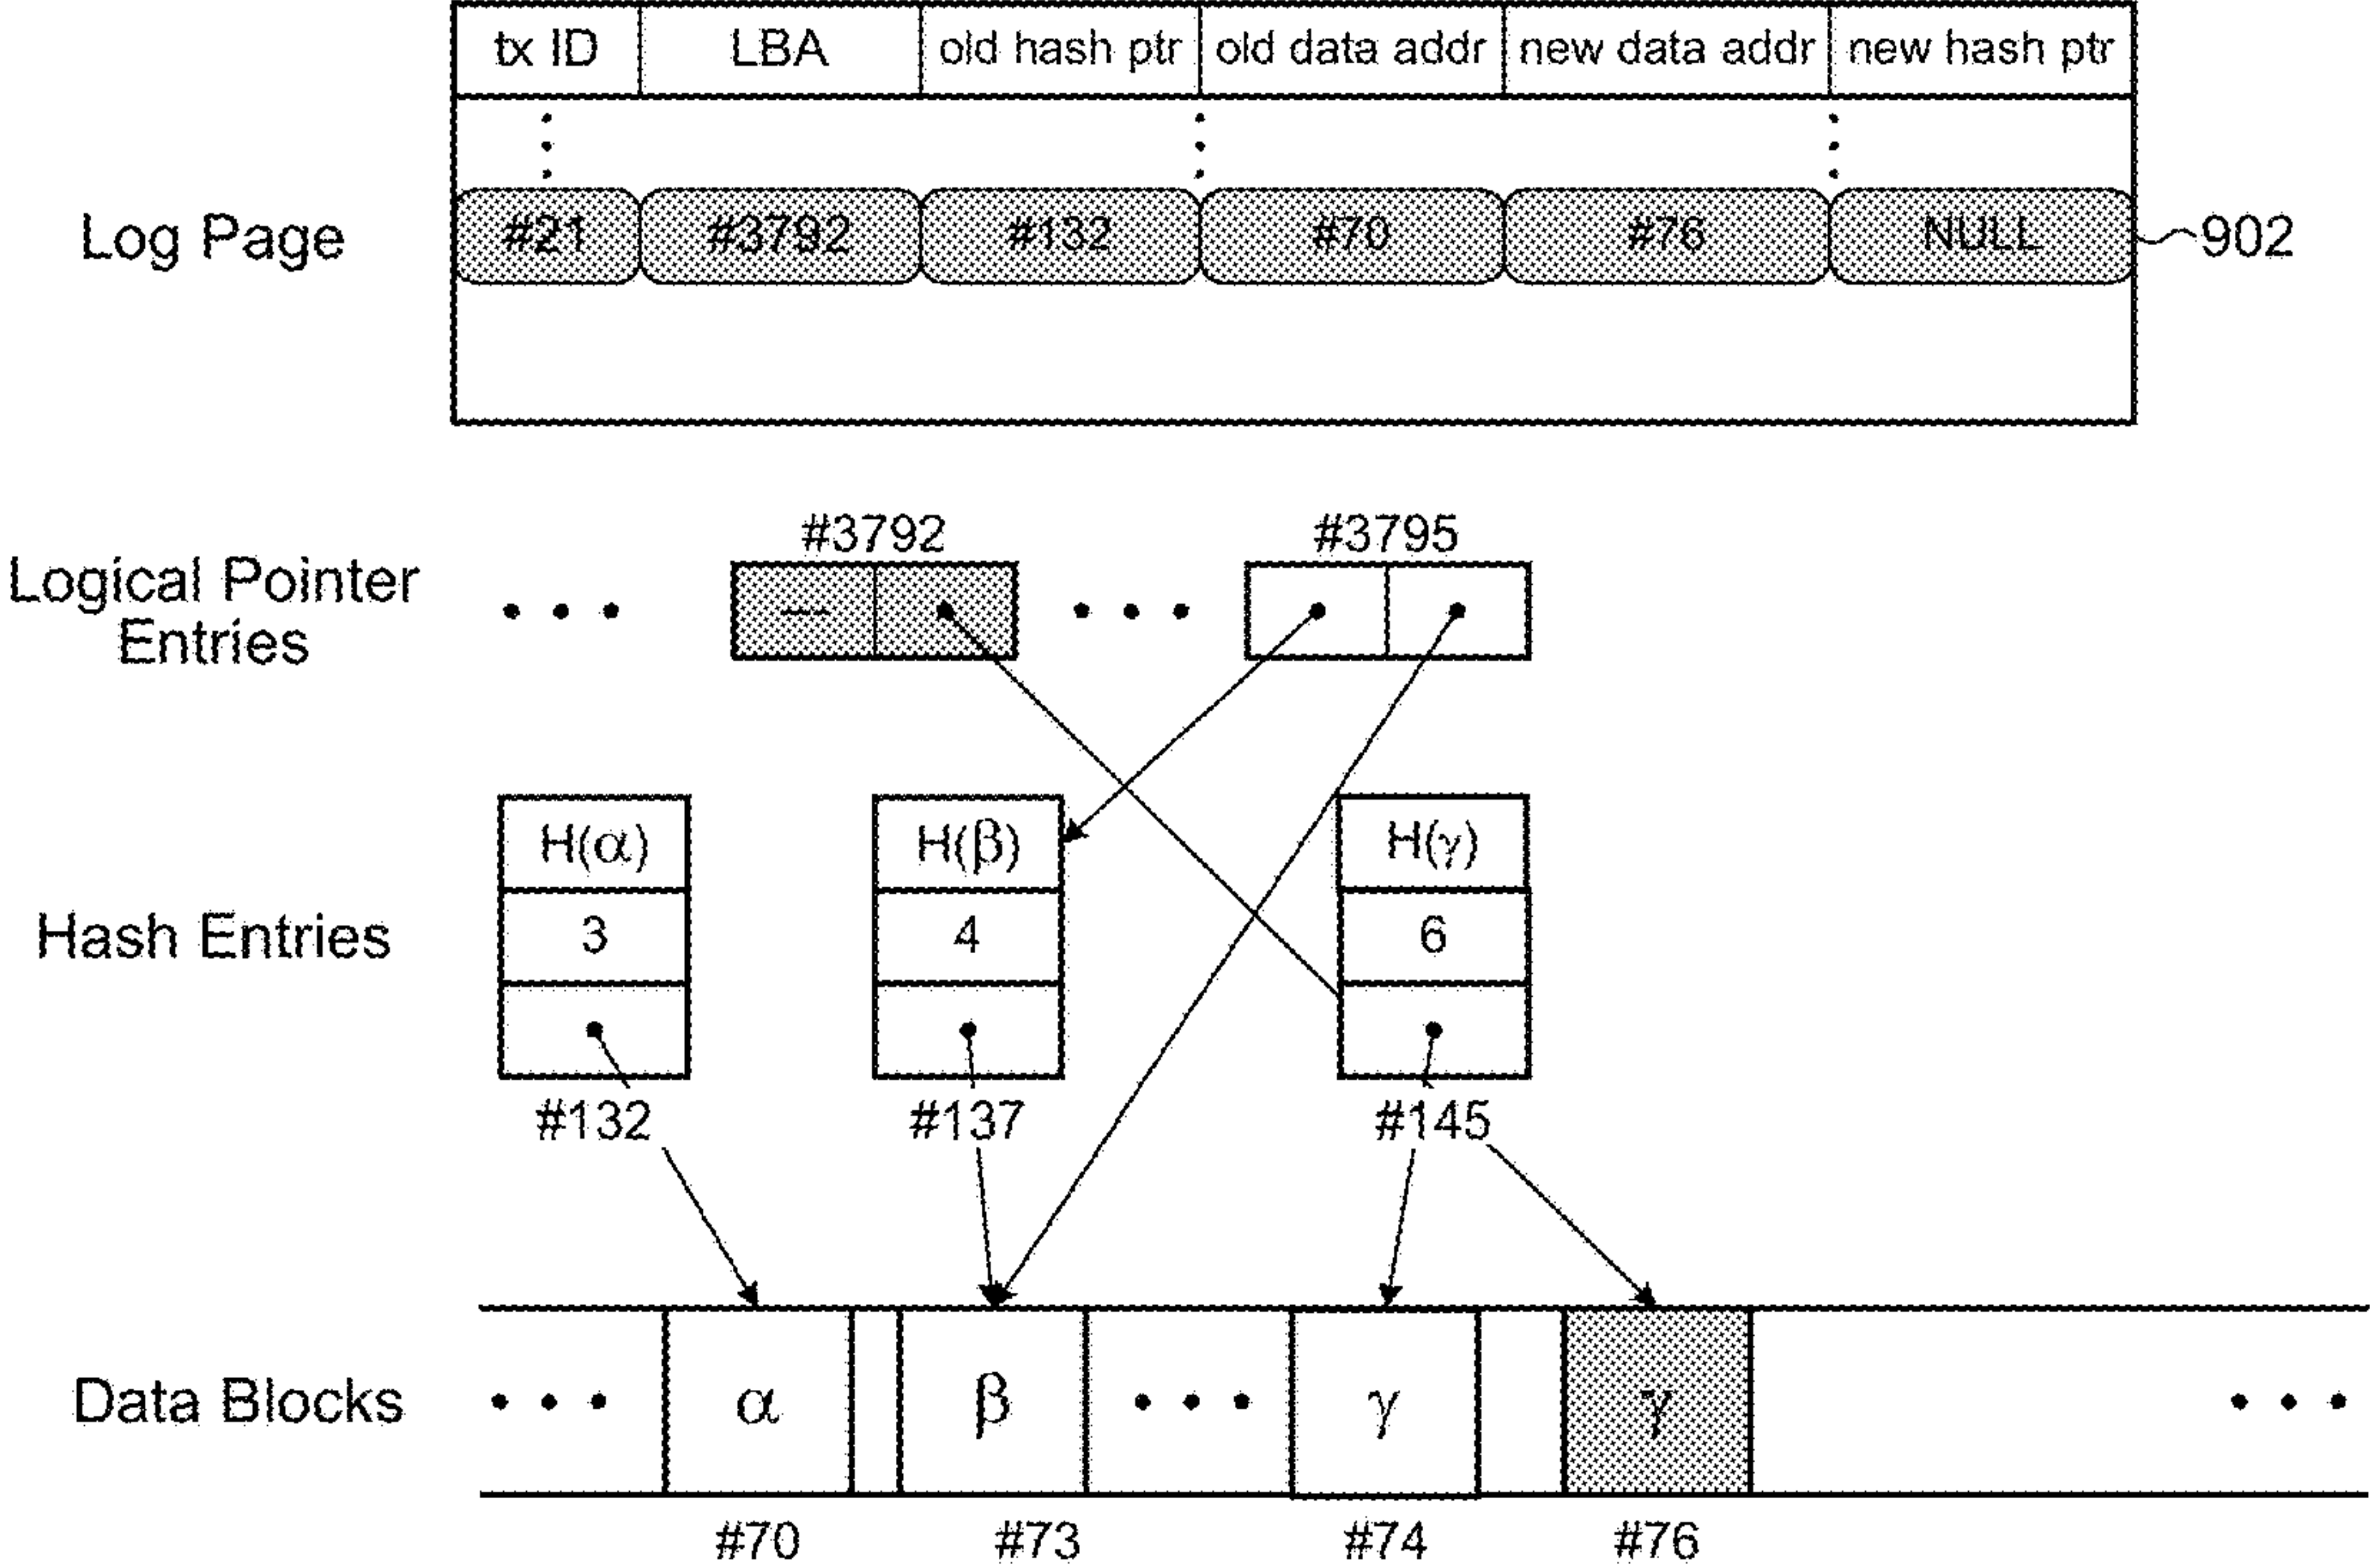 tx ID LBA old hash ptr old data addr new data addr new hash ptr
Log Page #21 #3792 #132 #70 #76 NULL 902
#3792 #3795
Logical Pointer
Entries
H(α) H(β) H(γ)
Hash Entries 3 4 6
#132 #137 #145
Data Blocks α β γ γ
#70 #73 #74 #76